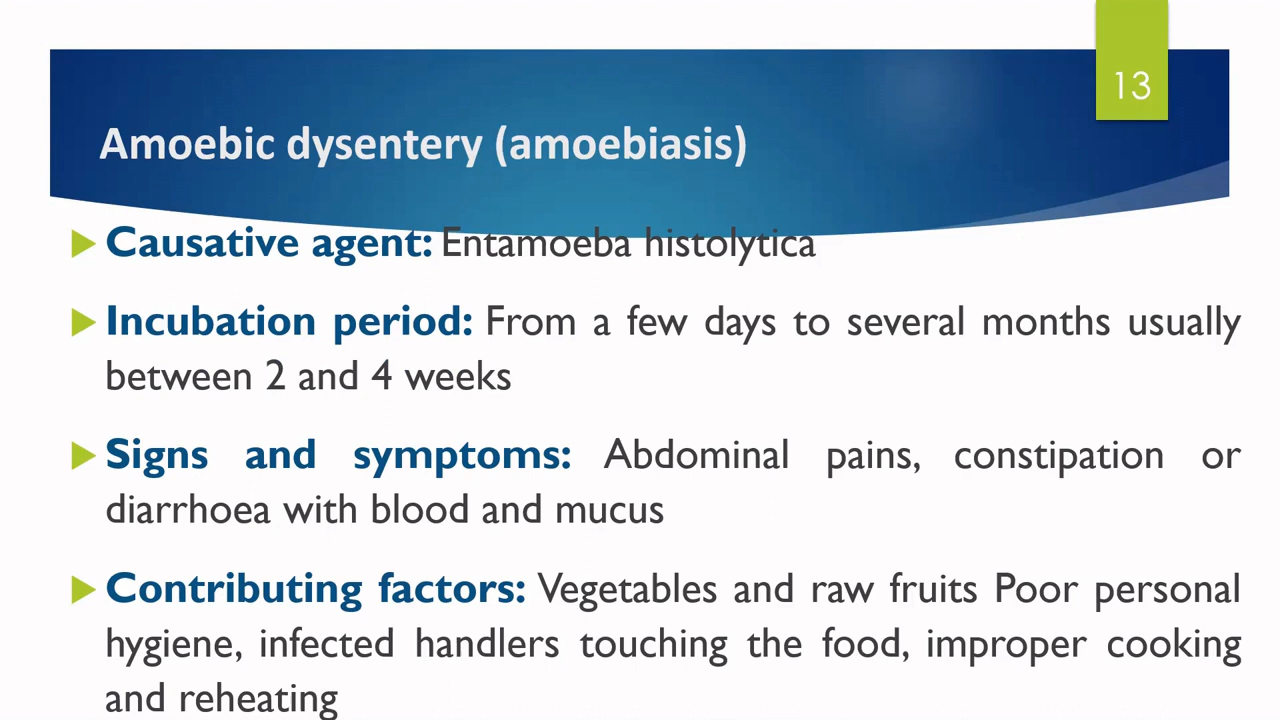 13
Amoebic dysentery (amoebiasis)
Causative agent: Entamoeba histolytica
Incubation period: From a few days to several months usually
between 2 and 4 weeks
Signs and symptoms: Abdominal pains, constipation or
diarrhoea with blood and mucus
Contributing factors: Vegetables and raw fruits Poor personal
hygiene, infected handlers touching the food, improper cooking
and reheating